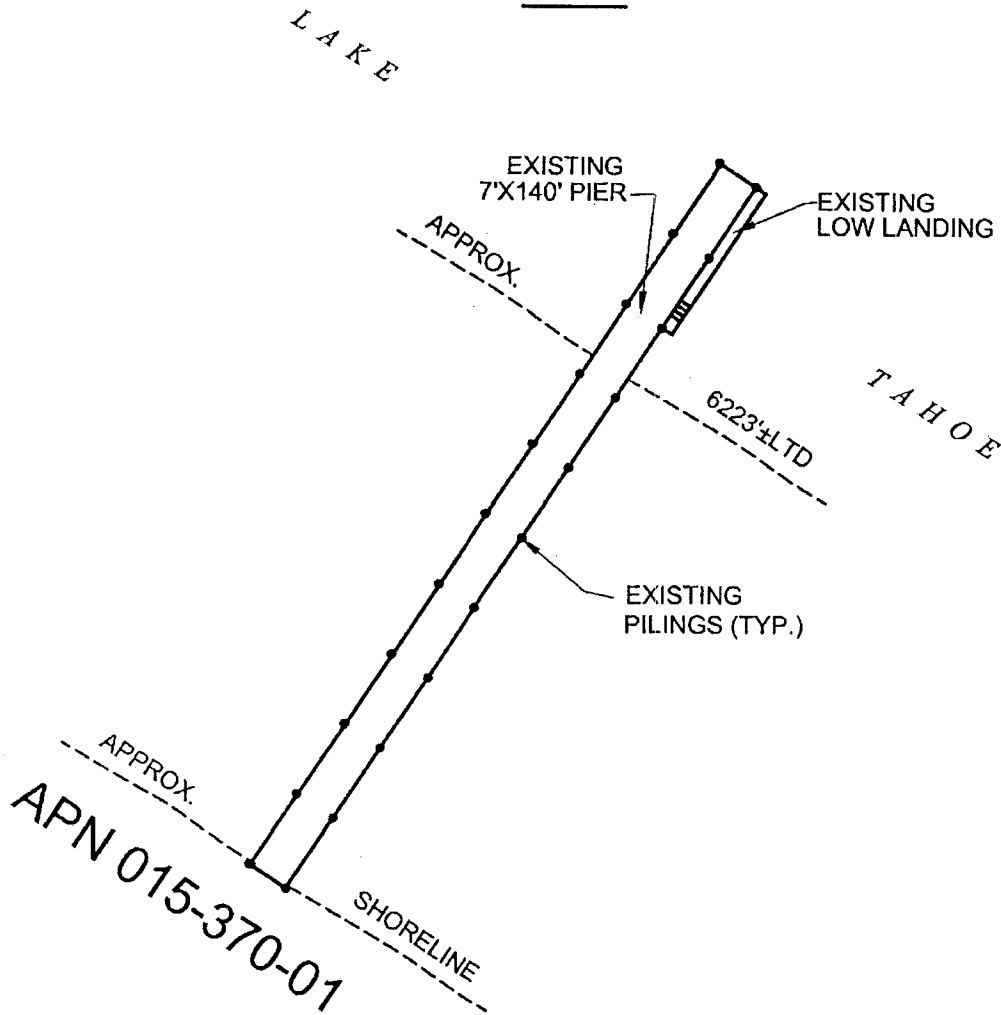 LAKE
EXISTING
7'X140' PIER
EXISTING
LOW LANDING
APPROX.
TAHOE
6223'±LTD
EXISTING
PILINGS (TYP.)
APPROX.
APN 015-370-01
SHORELINE